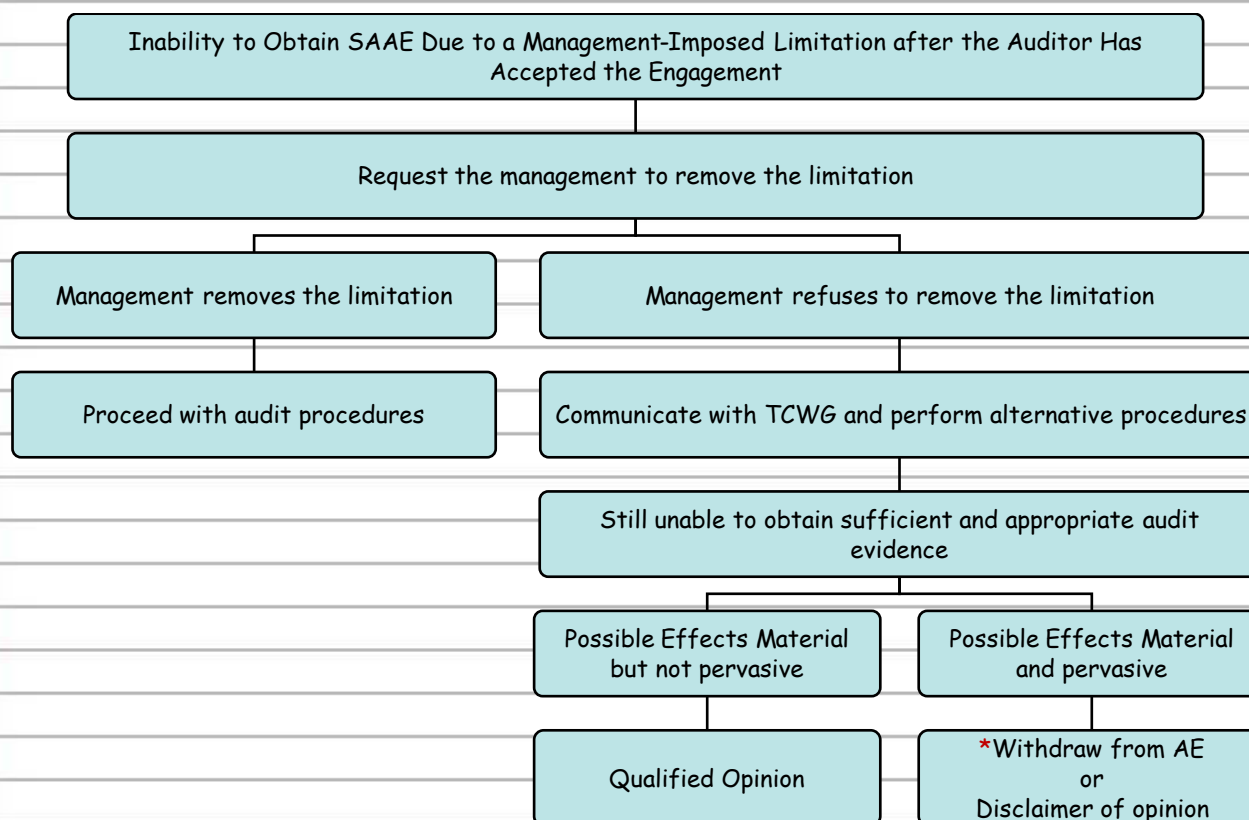 Inability to Obtain SAAE Due to a Management-Imposed Limitation after the Auditor Has
Accepted the Engagement
Request the management to remove the limitation
Management removes the limitation
Management refuses to remove the limitation
Proceed with audit procedures
Communicate with TCWG and perform alternative procedures
Still unable to obtain sufficient and appropriate audit
evidence
Possible Effects Material
but not pervasive
Possible Effects Material
and pervasive
Qualified Opinion
*Withdraw from AE
or
Disclaimer of opinion